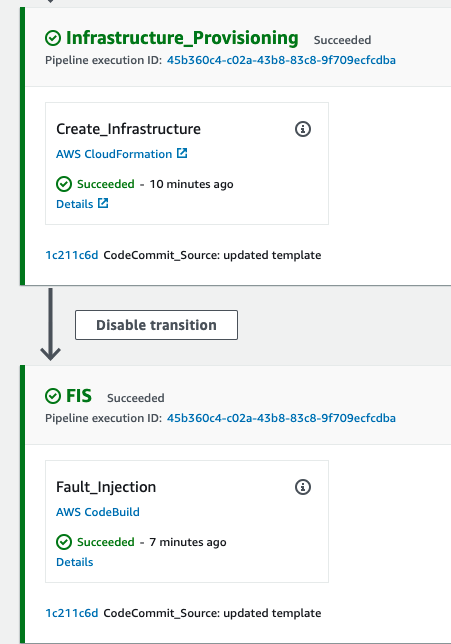 Infrastructure_Provisioning Succeeded
Pipeline execution ID: 45b360c4-c02a-43b8-83c8-9f709ecfcdba
Create_Infrastructure
AWS CloudFormation
Succeeded - 10 minutes ago
Details
1c211c6d CodeCommit_Source: updated template
Disable transition
FIS Succeeded
Pipeline execution ID: 45b360c4-c02a-43b8-83c8-9f709ecfcdba
Fault_Injection
AWS CodeBuild
Succeeded - 7 minutes ago
Details
1c211c6d CodeCommit_Source: updated template